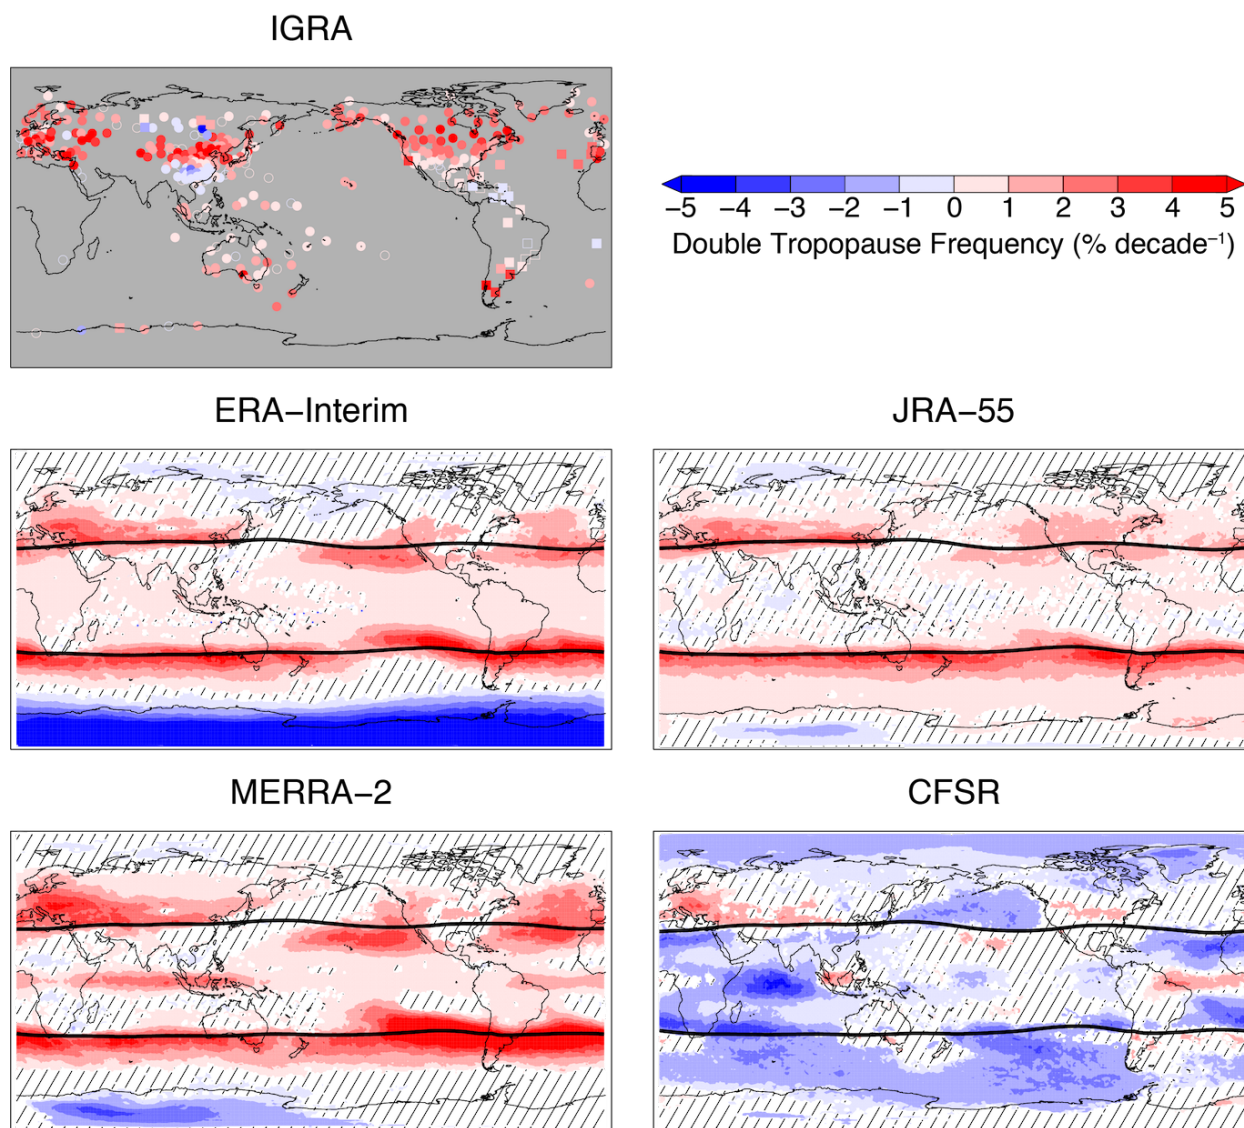 IGRA
−5 −4 −3 −2 −1 0 1 2 3 4 5
Double Tropopause Frequency (% decade⁻¹)
ERA−Interim
JRA−55
MERRA−2
CFSR